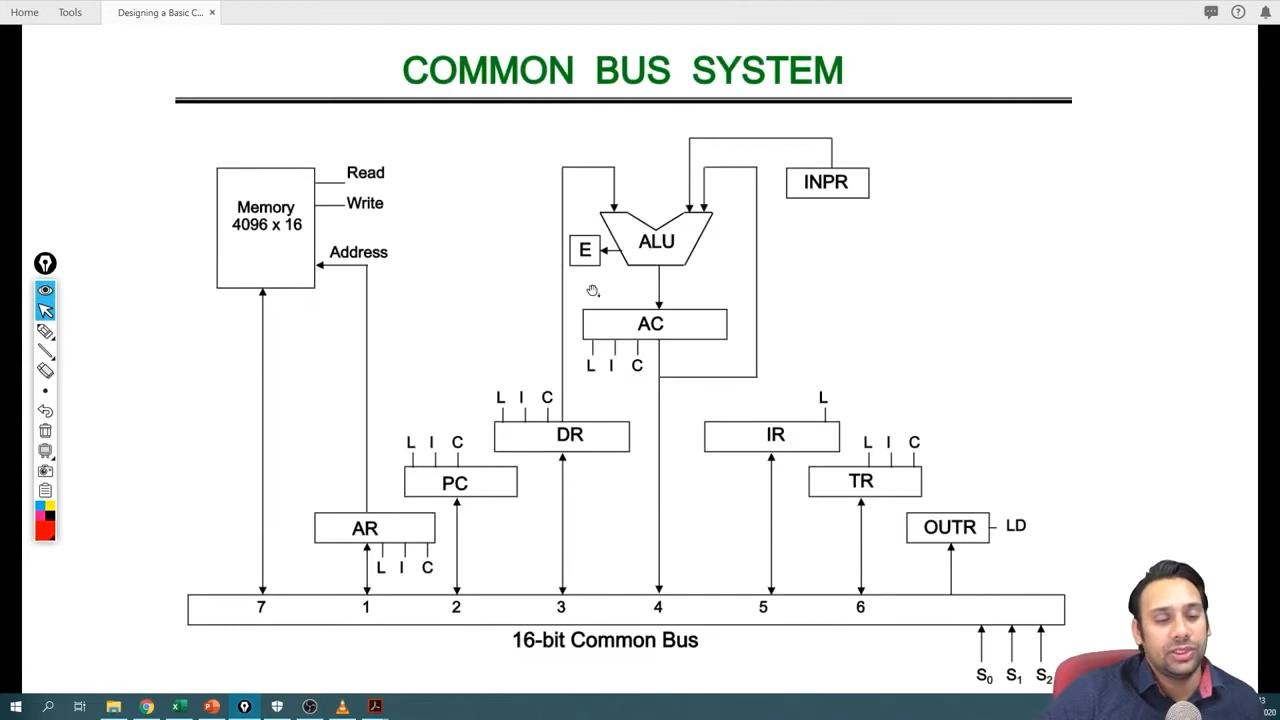 Home Tools Designing a Basic C... ×
COMMON BUS SYSTEM
Memory
4096 x 16
Read
Write
Address
INPR
ALU
E
AC
L I C
L I C
DR
L
IR
L I C
PC
L I C
TR
AR
L I C
OUTR LD
7 1 2 3 4 5 6
16-bit Common Bus
S0 S1 S2